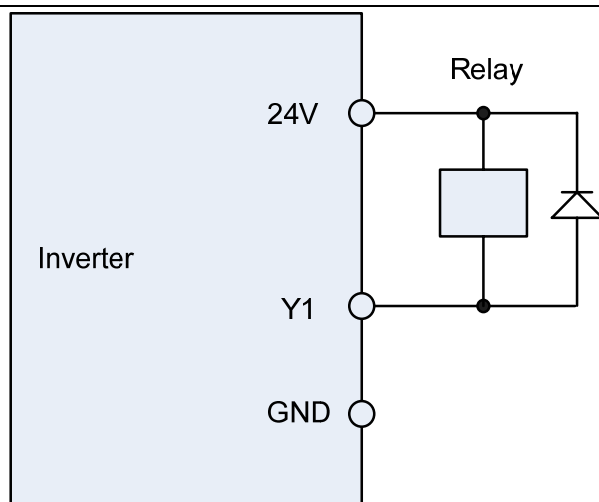 Relay
24V
Inverter
Y1
GND